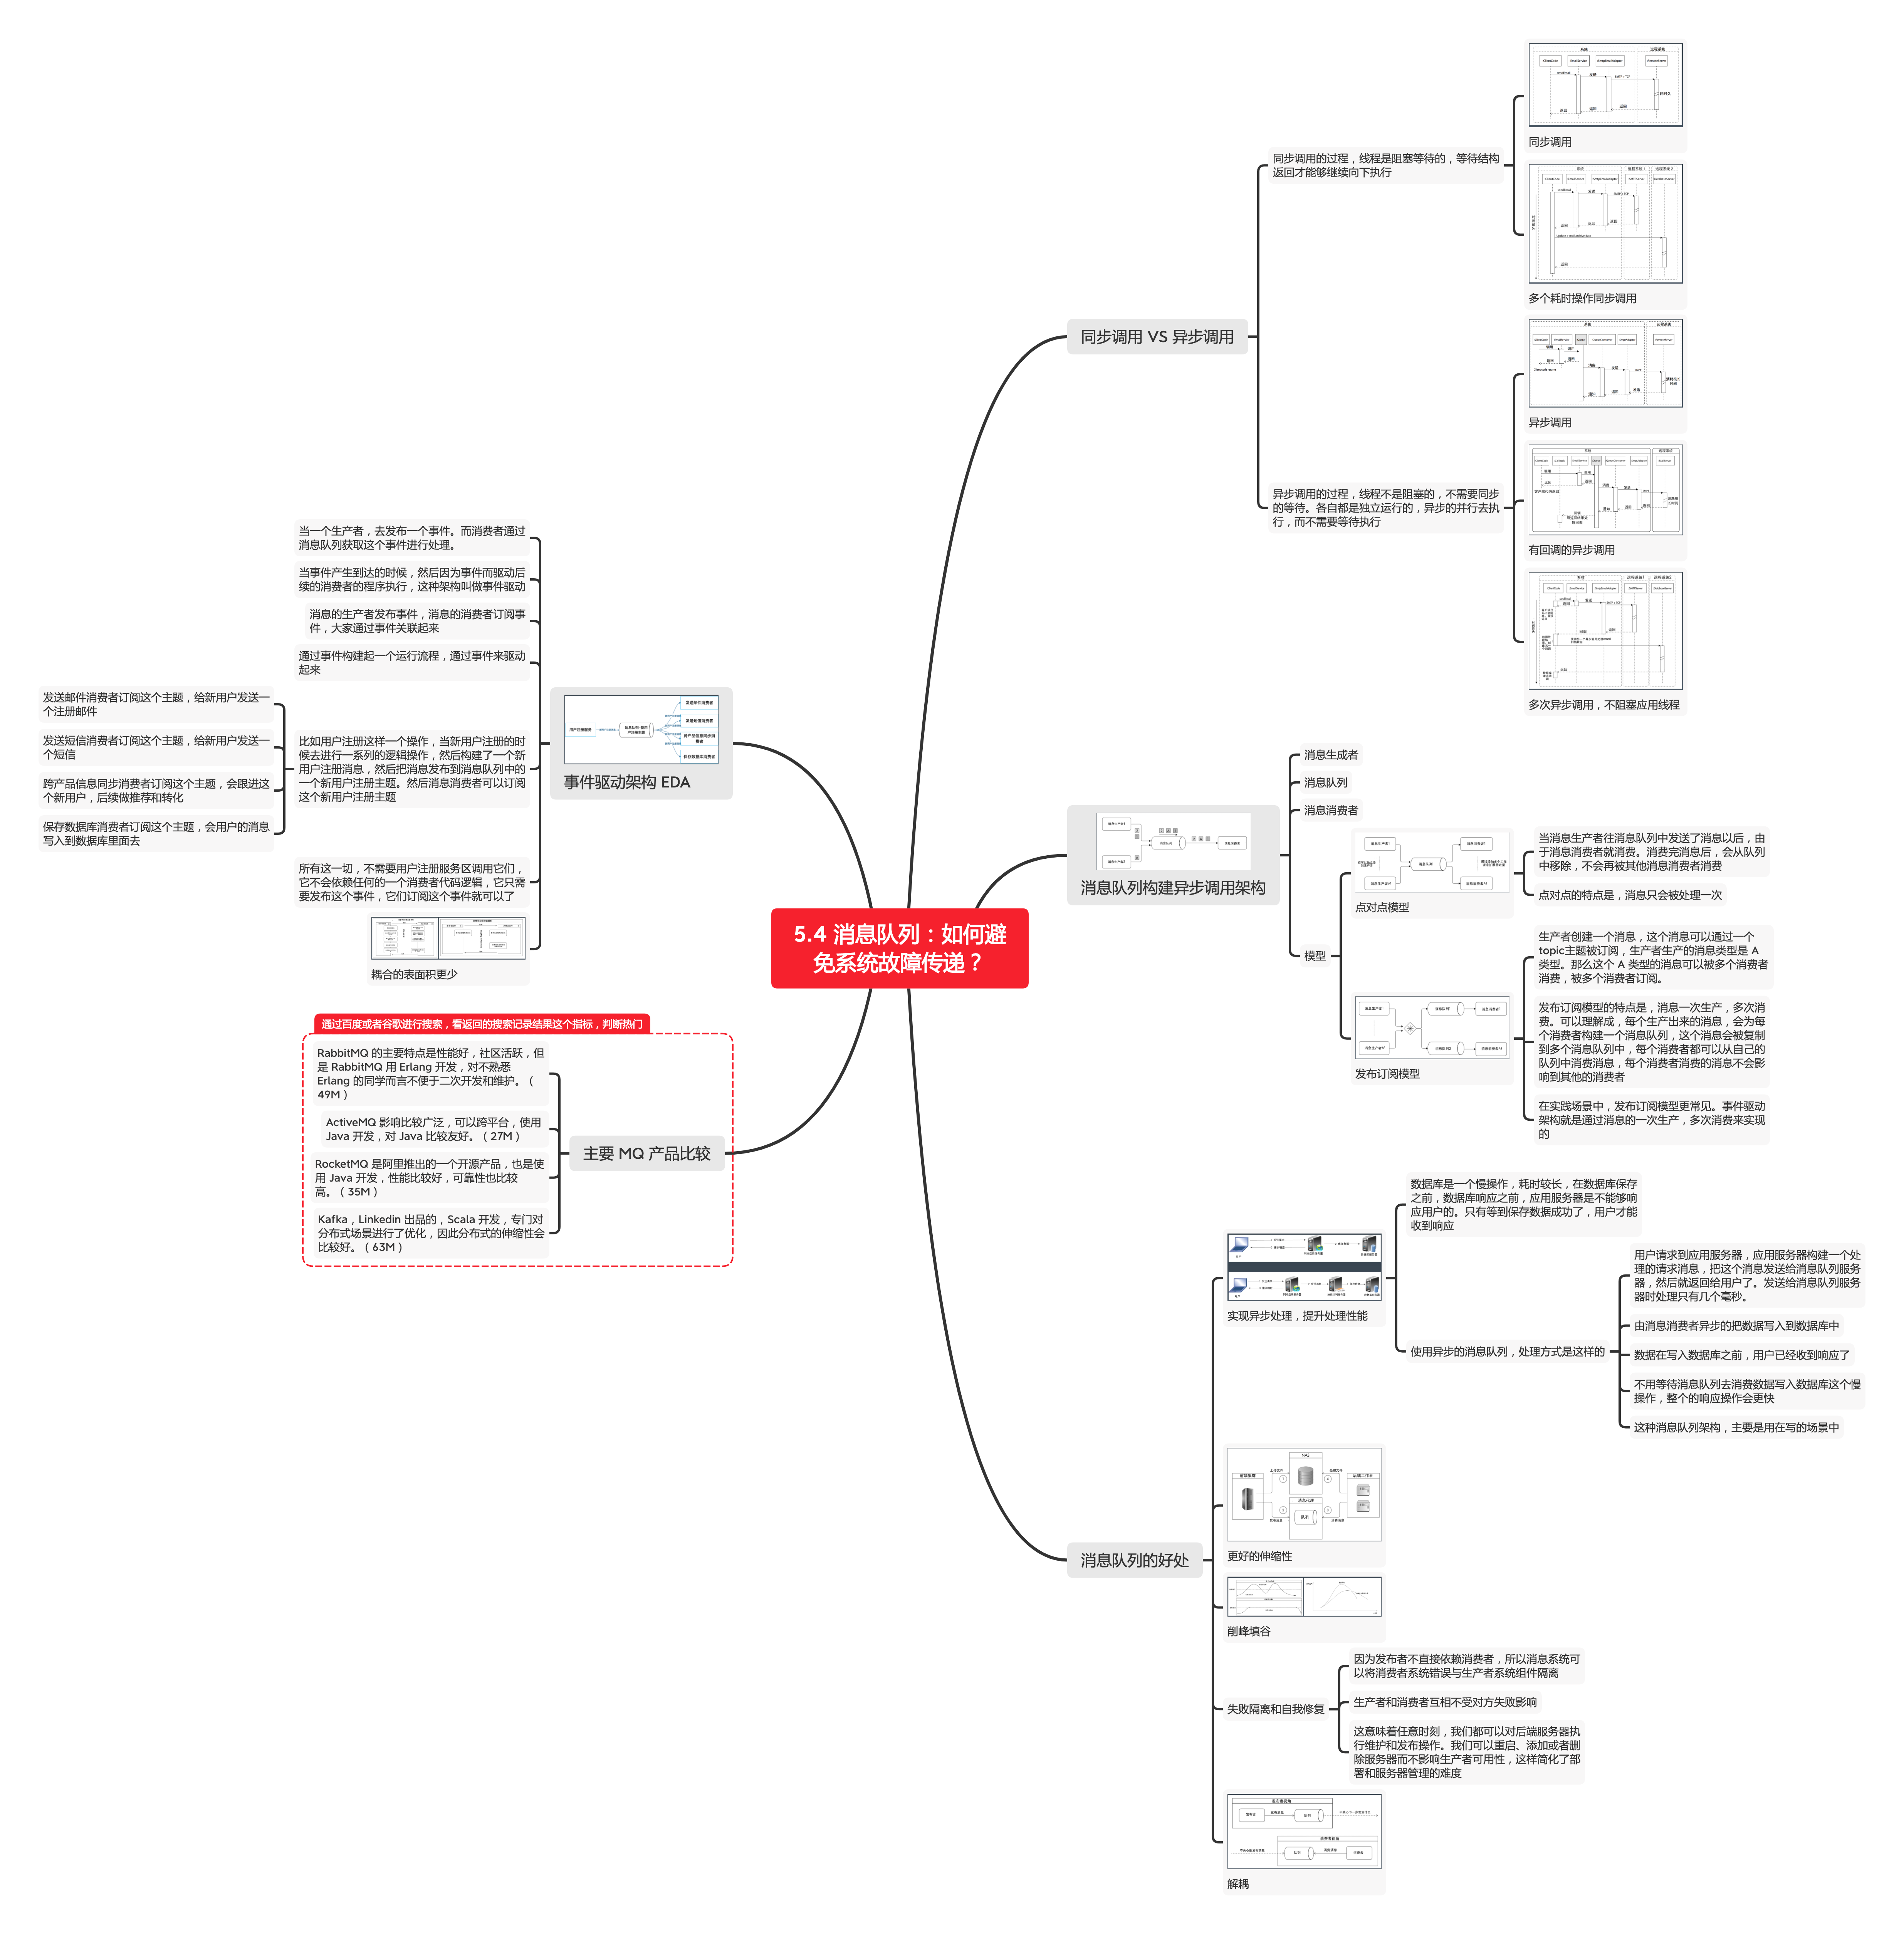 5.4 消息队列：如何避
免系统故障传递？
同步调用 VS 异步调用
同步调用的过程，线程是阻塞等待的，等待结构
返回才能够继续向下执行
同步调用
多个耗时操作同步调用
异步调用的过程，线程不是阻塞的，不需要同步
的等待。各自都是独立运行的，异步的并行去执
行，而不需要等待执行
异步调用
有回调的异步调用
多次异步调用，不阻塞应用线程
消息队列构建异步调用架构
消息生成者
消息队列
消息消费者
模型
点对点模型
当消息生产者往消息队列中发送了消息以后，由
于消息消费者就消费。消费完消息后，会从队列
中移除，不会再被其他消息消费者消费
点对点的特点是，消息只会被处理一次
发布订阅模型
生产者创建一个消息，这个消息可以通过一个
topic主题被订阅，生产者生产的消息类型是 A
类型。那么这个 A 类型的消息可以被多个消费者
消费，被多个消费者订阅。
发布订阅模型的特点是，消息一次生产，多次消
费。可以理解成，每个生产出来的消息，会为每
个消费者构建一个消息队列，这个消息会被复制
到多个消息队列中，每个消费者都可以从自己的
队列中消费消息，每个消费者消费的消息不会影
响到其他的消费者
在实践场景中，发布订阅模型更常见。事件驱动
架构就是通过消息的一次生产，多次消费来实现
的
消息队列的好处
实现异步处理，提升处理性能
数据库是一个慢操作，耗时较长，在数据库保存
之前，数据库响应之前，应用服务器是不能够响
应用户的。只有等到保存数据成功了，用户才能
收到响应
使用异步的消息队列，处理方式是这样的
用户请求到应用服务器，应用服务器构建一个处
理的请求消息，把这个消息发送给消息队列服务
器，然后就返回给用户了。发送给消息队列服务
器时处理只有几个毫秒。
由消息消费者异步的把数据写入到数据库中
数据在写入数据库之前，用户已经收到响应了
不用等待消息队列去消费数据写入数据库这个慢
操作，整个的响应操作会更快
这种消息队列架构，主要是用在写的场景中
更好的伸缩性
削峰填谷
失败隔离和自我修复
因为发布者不直接依赖消费者，所以消息系统可
以将消费者系统错误与生产者系统组件隔离
生产者和消费者互相不受对方失败影响
这意味着任意时刻，我们都可以对后端服务器执
行维护和发布操作。我们可以重启、添加或者删
除服务器而不影响生产者可用性，这样简化了部
署和服务器管理的难度
解耦
事件驱动架构 EDA
用户注册服务
发送邮件消费者
发送短信消费者
跨产品信息同步消
费者
保存数据库消费者
当一个生产者，去发布一个事件。而消费者通过
消息队列获取这个事件进行处理。
当事件产生到达的时候，然后因为事件而驱动后
续的消费者的程序执行，这种架构叫做事件驱动
消息的生产者发布事件，消息的消费者订阅事
件，大家通过事件关联起来
通过事件构建起一个运行流程，通过事件来驱动
起来
比如用户注册这样一个操作，当新用户注册的时
候去进行一系列的逻辑操作，然后构建了一个新
用户注册消息，然后把消息发布到消息队列中的
一个新用户注册主题。然后消息消费者可以订阅
这个新用户注册主题
发送邮件消费者订阅这个主题，给新用户发送一
个注册邮件
发送短信消费者订阅这个主题，给新用户发送一
个短信
跨产品信息同步消费者订阅这个主题，会跟进这
个新用户，后续做推荐和转化
保存数据库消费者订阅这个主题，会用户的消息
写入到数据库里面去
所有这一切，不需要用户注册服务区调用它们，
它不会依赖任何的一个消费者代码逻辑，它只需
要发布这个事件，它们订阅这个事件就可以了
耦合的表面积更少
主要 MQ 产品比较
通过百度或者谷歌进行搜索，看返回的搜索记录结果这个指标，判断热门
RabbitMQ 的主要特点是性能好，社区活跃，但
是 RabbitMQ 用 Erlang 开发，对不熟悉
Erlang 的同学而言不便于二次开发和维护。（
49M）
ActiveMQ 影响比较广泛，可以跨平台，使用
Java 开发，对 Java 比较友好。（27M）
RocketMQ 是阿里推出的一个开源产品，也是使
用 Java 开发，性能比较好，可靠性也比较
高。（35M）
Kafka，Linkedin 出品的，Scala 开发，专门对
分布式场景进行了优化，因此分布式的伸缩性会
比较好。（63M）